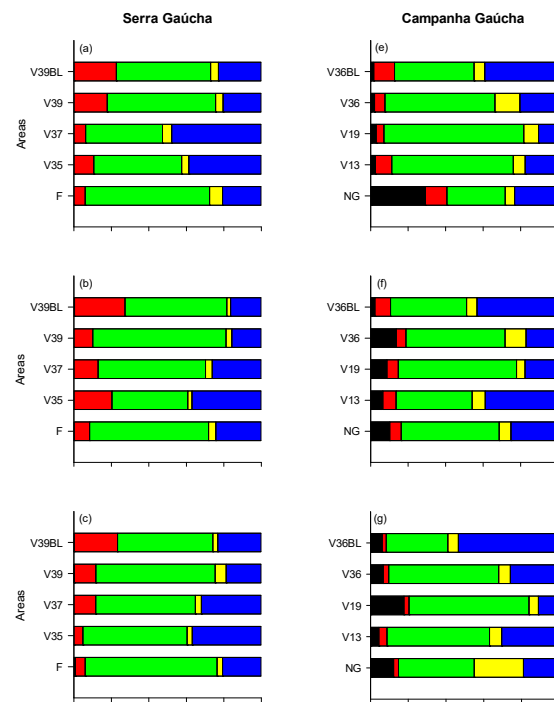 Serra Gaúcha
Campanha Gaúcha
(a)
V39BL
V39
V37
V35
F
Areas
(e)
V36BL
V36
V19
V13
NG
(b)
V39BL
V39
V37
V35
F
Areas
(f)
V36BL
V36
V19
V13
NG
(c)
V39BL
V39
V37
V35
F
Areas
(g)
V36BL
V36
V19
V13
NG